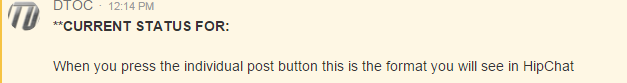 DTOC · 12:14 PM
**CURRENT STATUS FOR:
When you press the individual post button this is the format you will see in HipChat